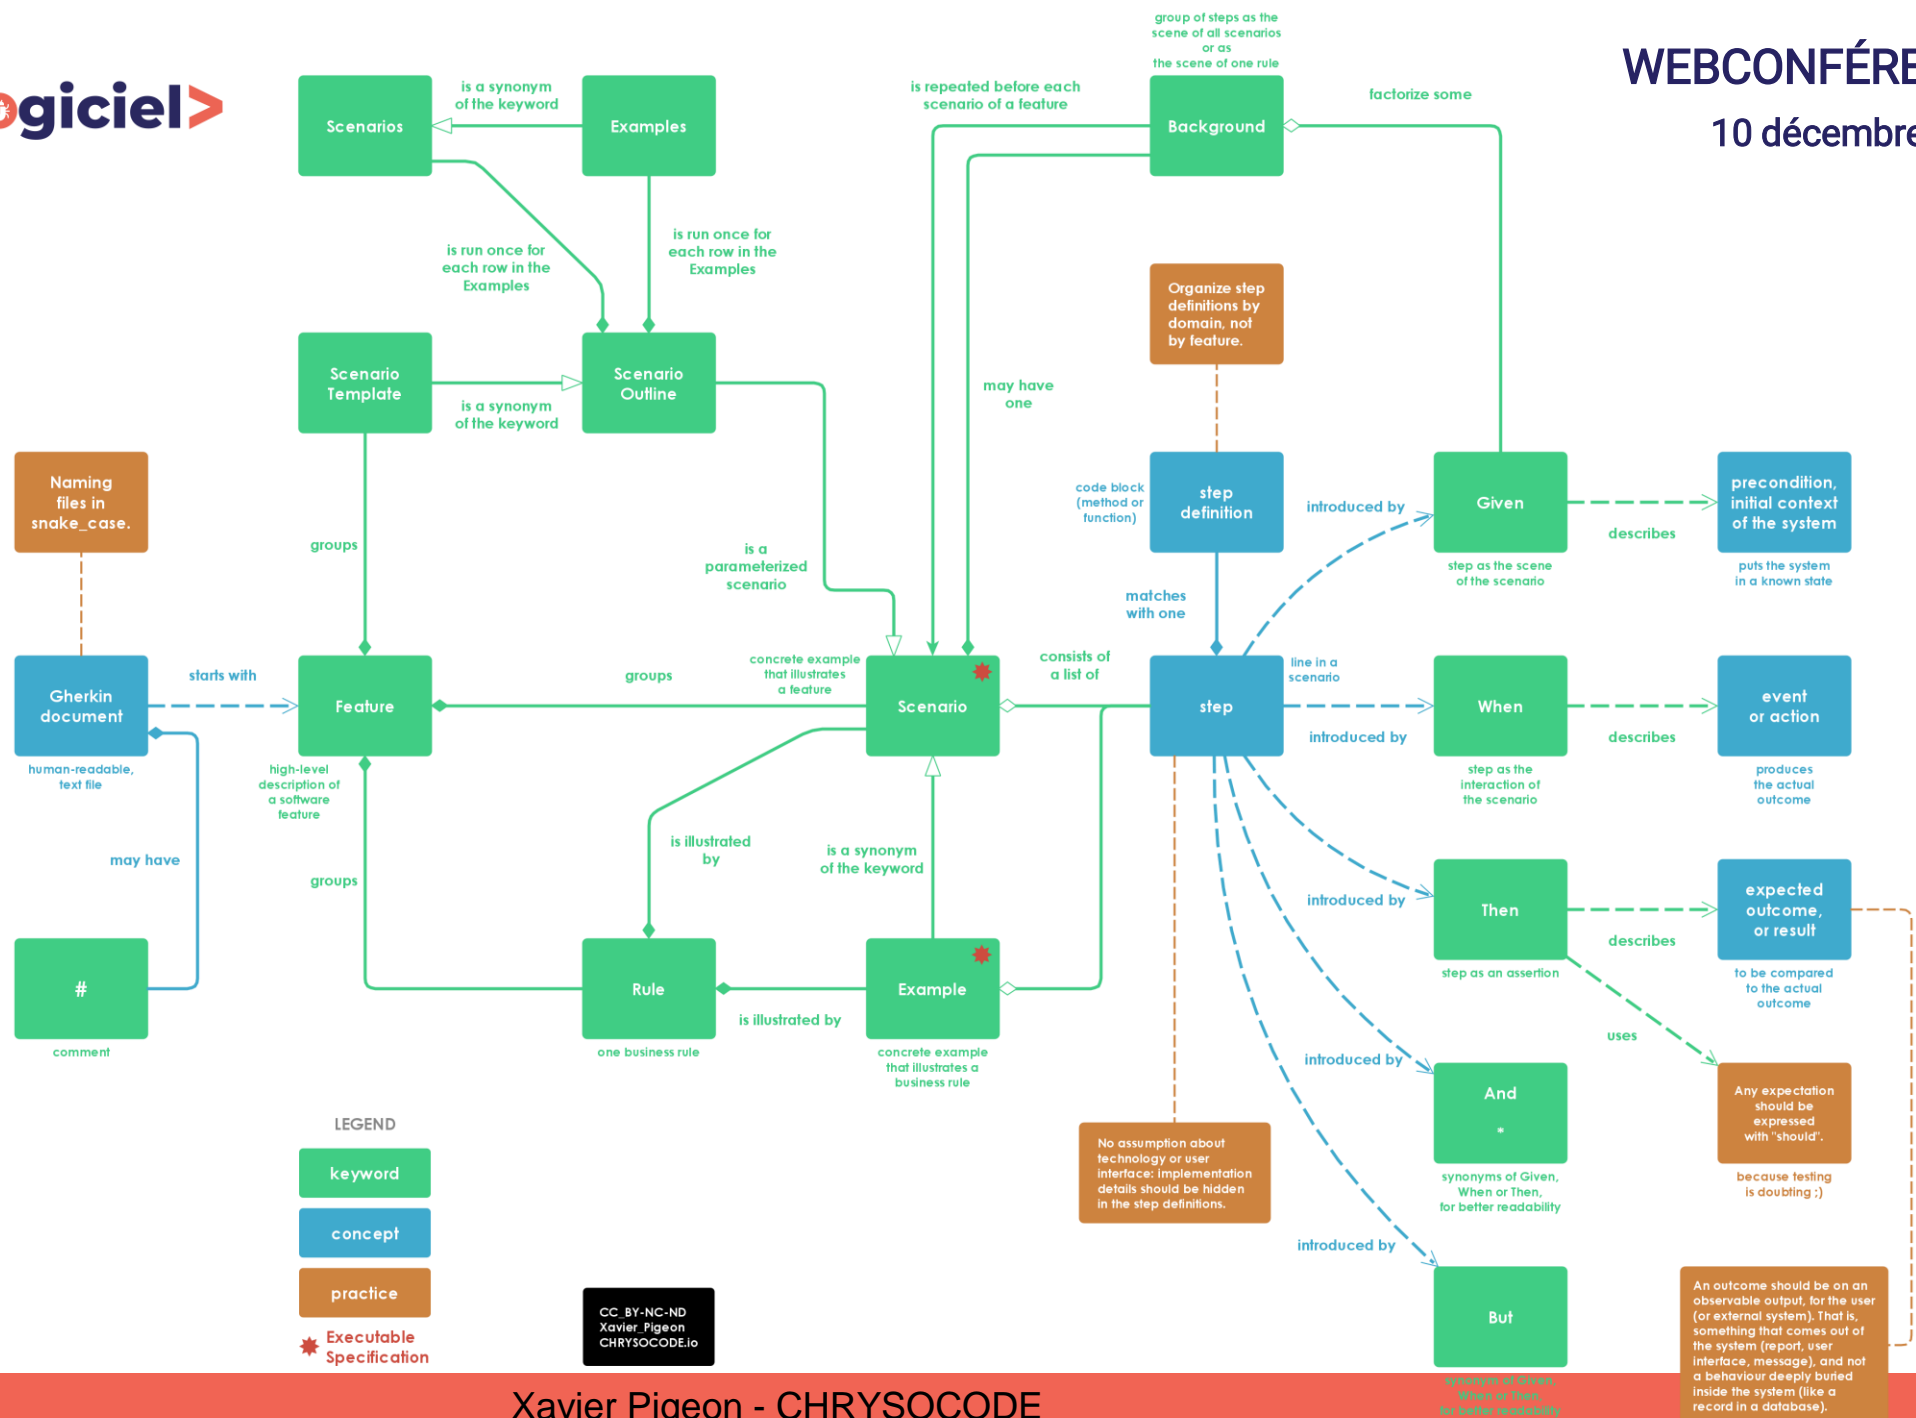 ogiciel>
WEBCONFÉRE
10 décembre
group of steps as the
scene of all scenarios
or as
the scene of one rule
Scenarios
is a synonym
of the keyword
Examples
is repeated before each
scenario of a feature
Background
factorize some
is run once for
each row in the
Examples
is run once for
each row in the
Examples
Organize step
definitions by
domain, not
by feature.
Scenario
Template
is a synonym
of the keyword
Scenario
Outline
may have
one
Naming
files in
snake_case.
code block
(method or
function)
step
definition
introduced by
Given
describes
precondition,
initial context
of the system
step as the scene
of the scenario
puts the system
in a known state
groups
is a
parameterized
scenario
matches
with one
Gherkin
document
starts with
Feature
groups
concrete example
that illustrates
a feature
Scenario
consists of
a list of
step
line in a
scenario
introduced by
When
describes
event
or action
human-readable,
text file
high-level
description of
a software
feature
step as the
interaction of
the scenario
produces
the actual
outcome
may have
groups
is illustrated
by
is a synonym
of the keyword
introduced by
Then
describes
expected
outcome,
or result
step as an assertion
to be compared
to the actual
outcome
#
comment
Rule
one business rule
is illustrated by
Example
concrete example
that illustrates a
business rule
uses
introduced by
And
*
synonyms of Given,
When or Then,
for better readability
Any expectation
should be
expressed
with "should".
because testing
is doubting ;)
No assumption about
technology or user
interface: implementation
details should be hidden
in the step definitions.
introduced by
But
synonym of Given,
When or Then,
for better readability
An outcome should be on an
observable output, for the user
(or external system). That is,
something that comes out of
the system (report, user
interface, message), and not
a behaviour deeply buried
inside the system (like a
record in a database).
LEGEND
keyword
concept
practice
Executable
Specification
CC_BY-NC-ND
Xavier_Pigeon
CHRYSOCODE.io
Xavier Pigeon - CHRYSOCODE